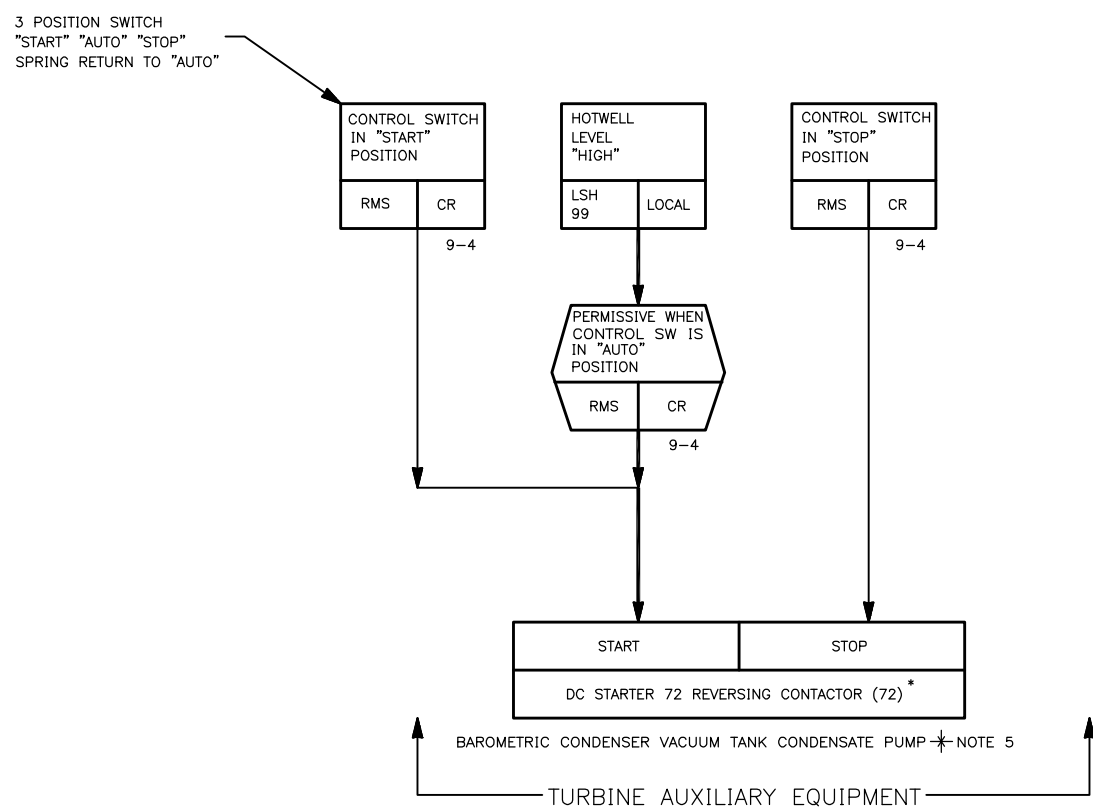 3 POSITION SWITCH
"START" "AUTO" "STOP"
SPRING RETURN TO "AUTO"
CONTROL SWITCH
IN "START"
POSITION
RMS
CR
9-4
HOTWELL
LEVEL
"HIGH"
LSH
99
LOCAL
CONTROL SWITCH
IN "STOP"
POSITION
RMS
CR
9-4
PERMISSIVE WHEN
CONTROL SW IS
IN "AUTO"
POSITION
RMS
CR
9-4
START
STOP
DC STARTER 72 REVERSING CONTACTOR (72)*
BAROMETRIC CONDENSER VACUUM TANK CONDENSATE PUMP * NOTE 5
TURBINE AUXILIARY EQUIPMENT